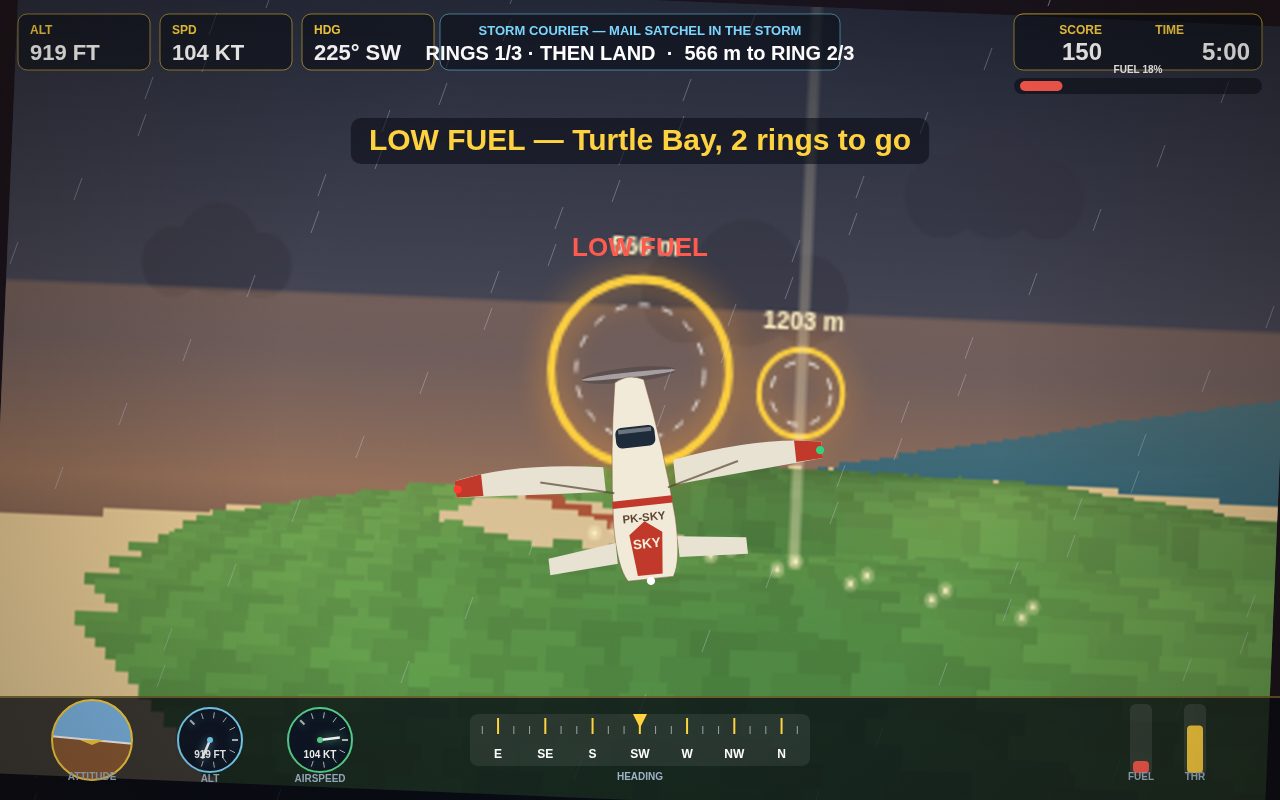 ALT
919 FT
SPD
104 KT
HDG
225° SW
STORM COURIER — MAIL SATCHEL IN THE STORM
RINGS 1/3 · THEN LAND · 566 m to RING 2/3
SCORE
150
TIME
5:00
FUEL 18%
LOW FUEL — Turtle Bay, 2 rings to go
LOW FUEL
566 m
1203 m
PK-SKY
SKY
919 FT
ALT
104 KT
AIRSPEED
ATTITUDE
E SE S SW W NW N
HEADING
FUEL
THR